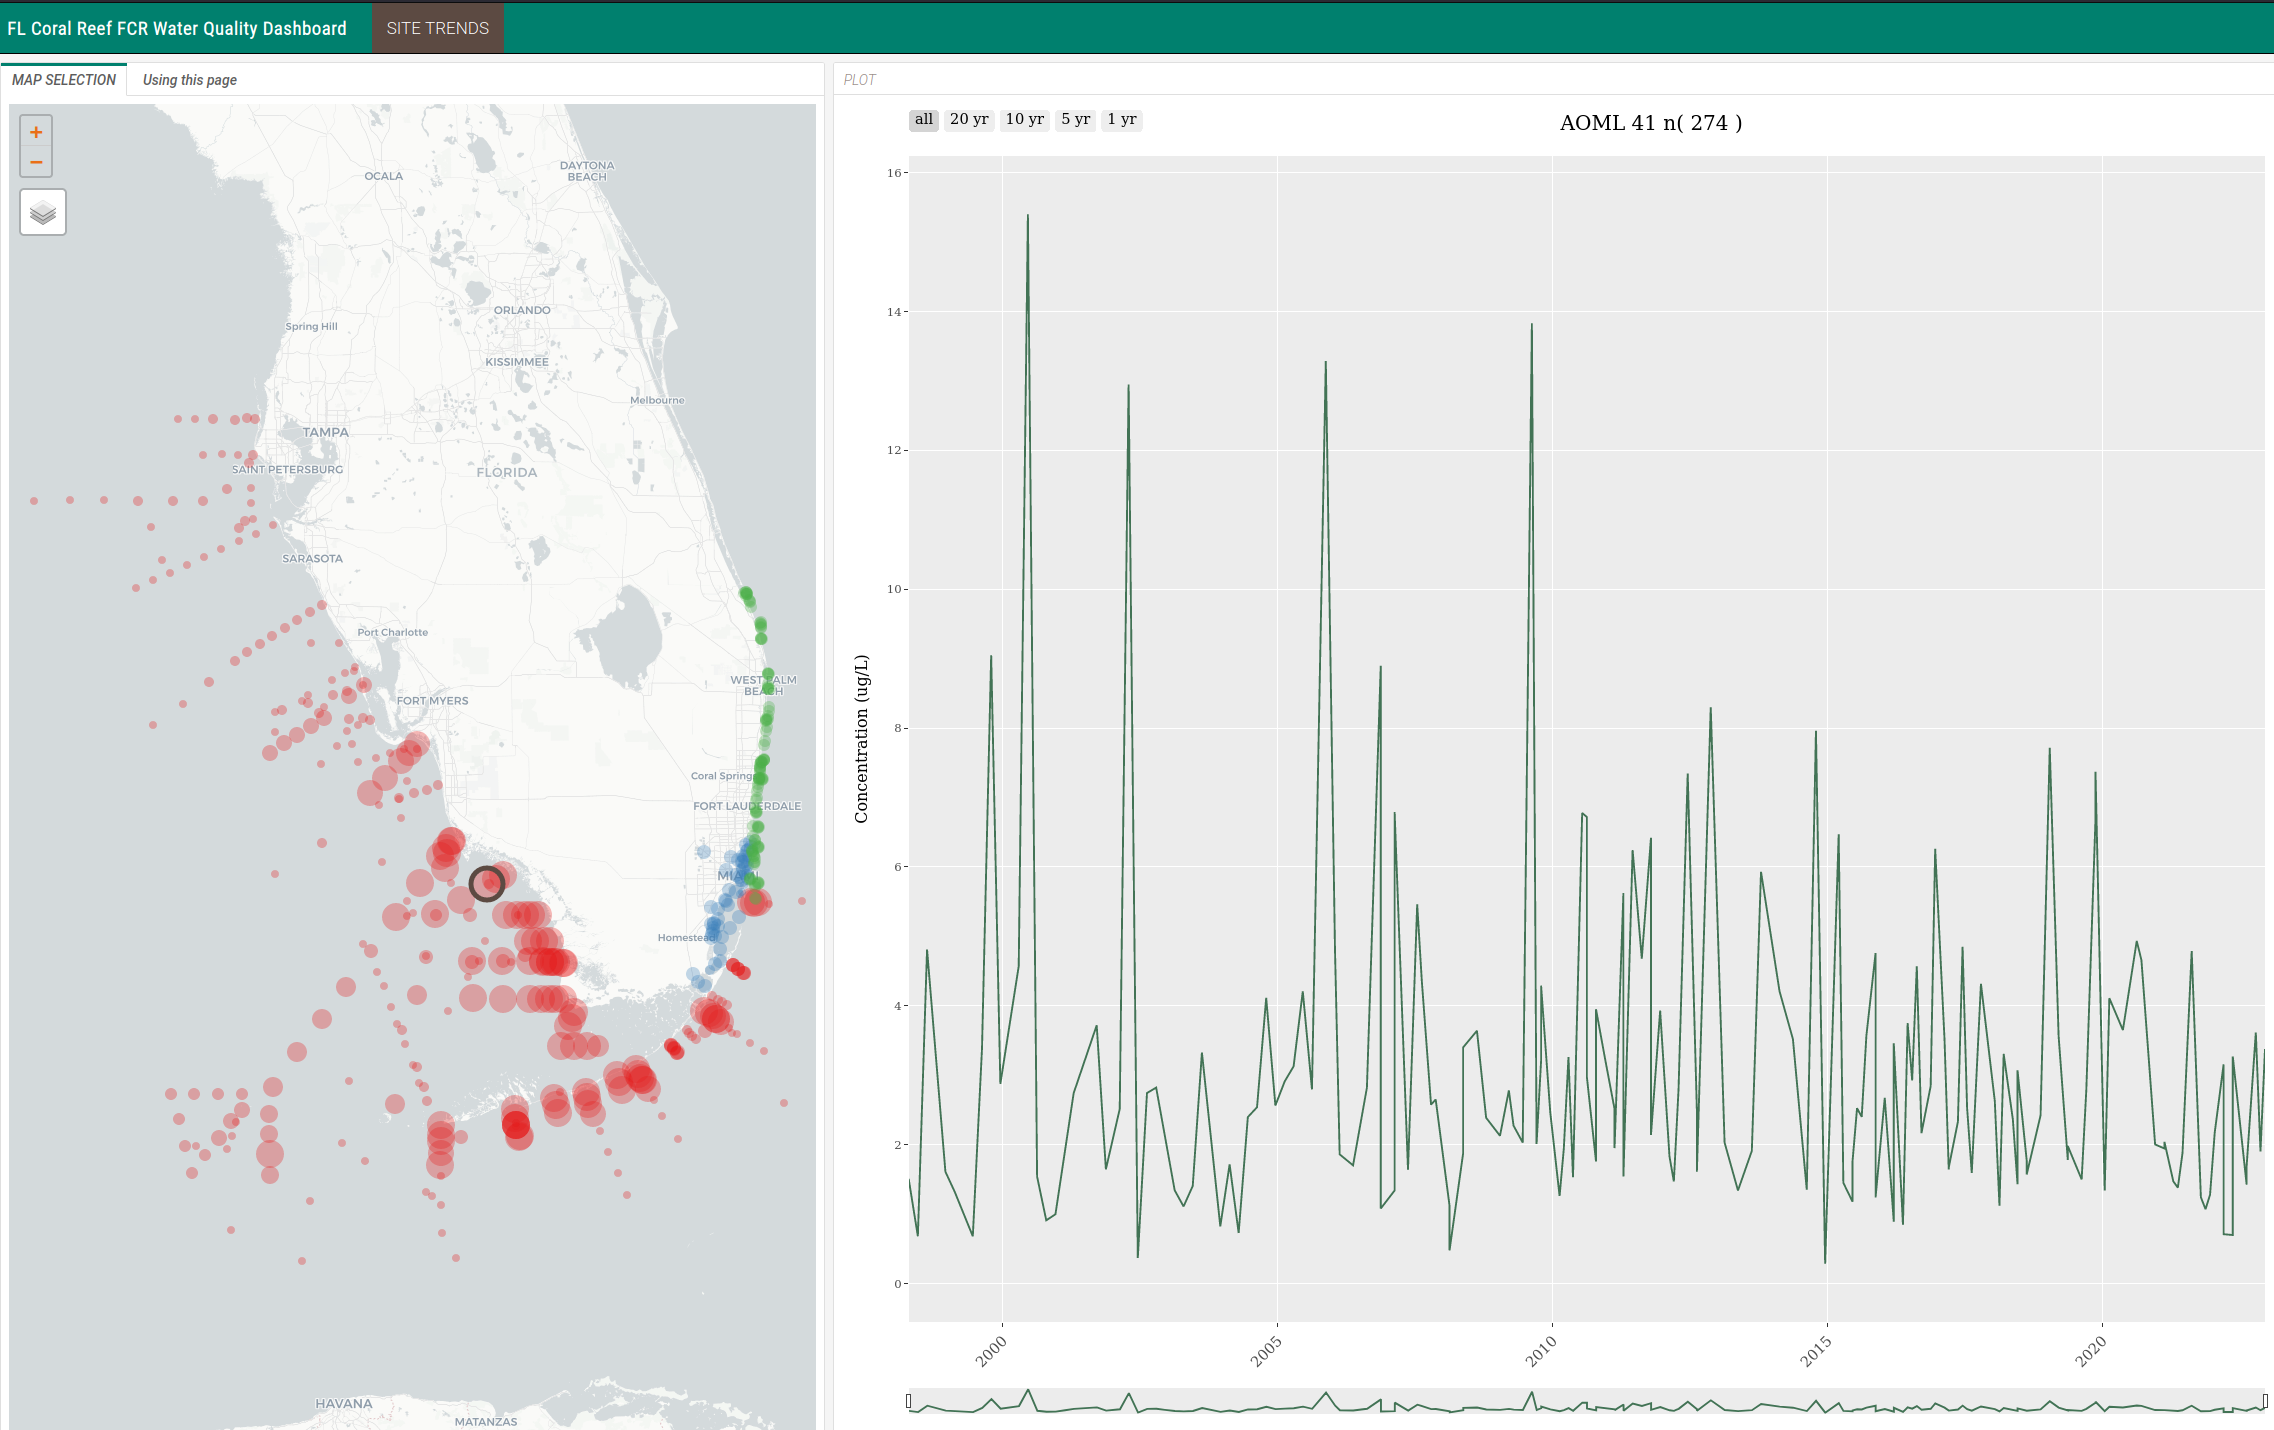 FL Coral Reef FCR Water Quality Dashboard
SITE TRENDS
MAP SELECTION
Using this page
+
−
OCALA
DAYTONA
BEACH
ORLANDO
Spring Hill
KISSIMMEE
Melbourne
TAMPA
SAINT PETERSBURG
FLORIDA
SARASOTA
Port Charlotte
WEST PALM
BEACH
FORT MYERS
Coral Springs
FORT LAUDERDALE
MIAMI
Homestead
HAVANA
MATANZAS
PLOT
all
20 yr
10 yr
5 yr
1 yr
AOML 41 n( 274 )
Concentration (ug/L)
16
14
12
10
8
6
4
2
0
2000
2005
2010
2015
2020